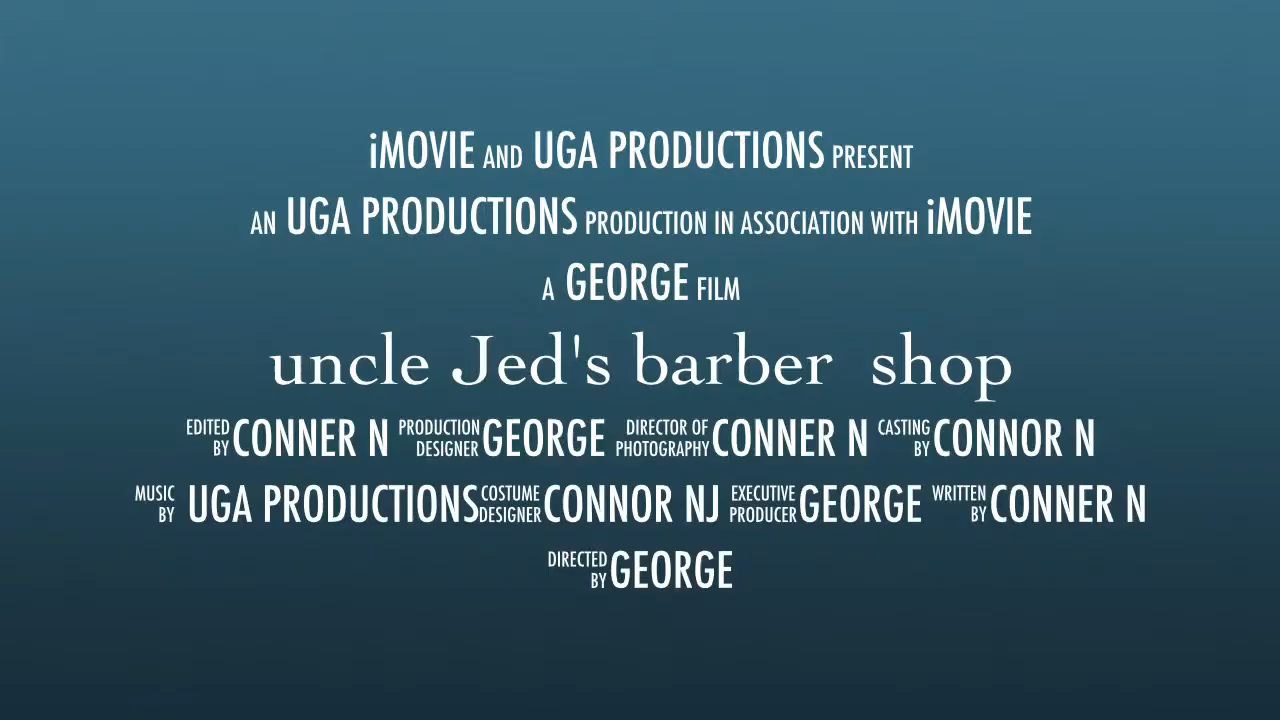 iMOVIE AND UGA PRODUCTIONS PRESENT
AN UGA PRODUCTIONS PRODUCTION IN ASSOCIATION WITH iMOVIE
A GEORGE FILM
uncle Jed's barber shop
EDITED BY CONNER N PRODUCTION DESIGNER GEORGE DIRECTOR OF PHOTOGRAPHY CONNER N CASTING BY CONNOR N
MUSIC BY UGA PRODUCTIONS COSTUME DESIGNER CONNOR NJ EXECUTIVE PRODUCER GEORGE WRITTEN BY CONNER N
DIRECTED BY GEORGE